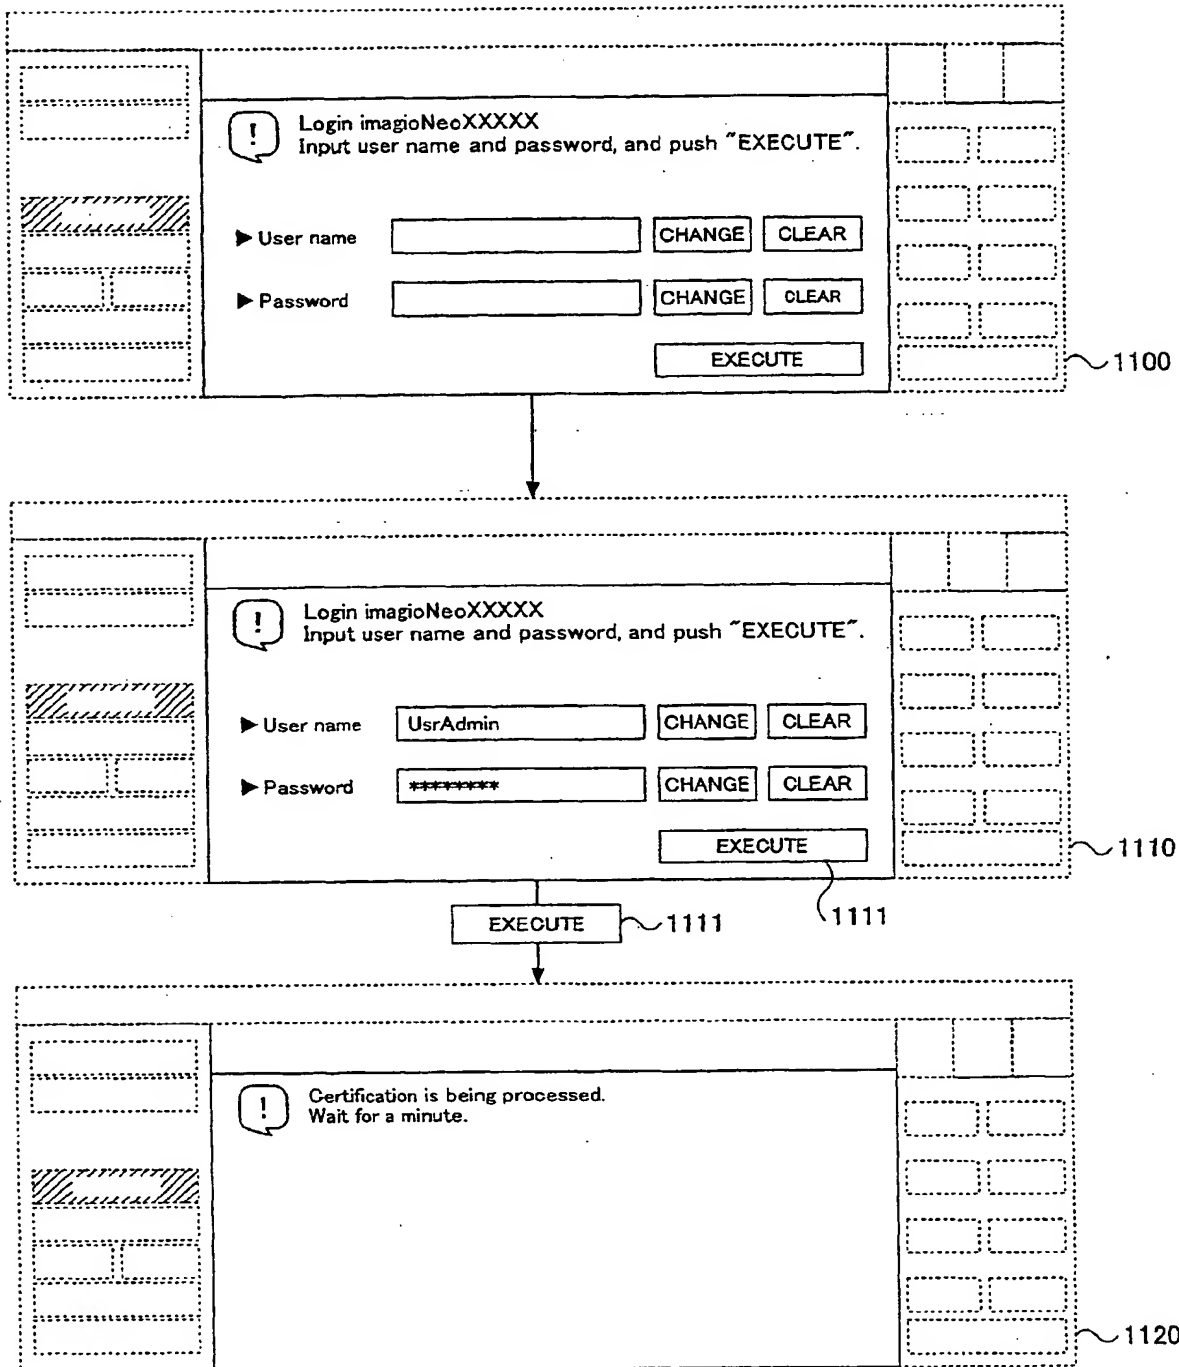 !
Login imagioNeoXXXXX
Input user name and password, and push "EXECUTE".
▶ User name CHANGE CLEAR
▶ Password CHANGE CLEAR
EXECUTE
1100
!
Login imagioNeoXXXXX
Input user name and password, and push "EXECUTE".
▶ User name UsrAdmin CHANGE CLEAR
▶ Password ******** CHANGE CLEAR
EXECUTE
1110
1111
EXECUTE 1111
!
Certification is being processed.
Wait for a minute.
1120